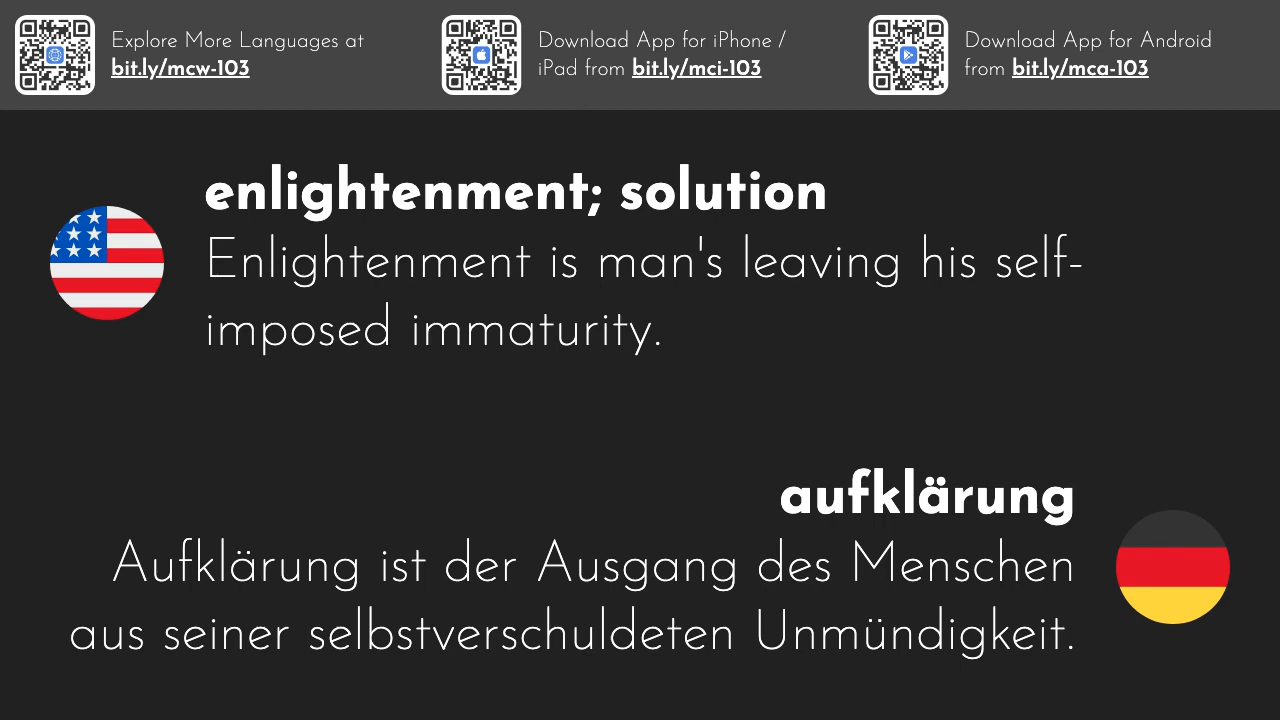 Explore More Languages at
bit.ly/mcw-103
Download App for iPhone /
iPad from bit.ly/mci-103
Download App for Android
from bit.ly/mca-103
enlightenment; solution
Enlightenment is man's leaving his self-
imposed immaturity.
aufklärung
Aufklärung ist der Ausgang des Menschen
aus seiner selbstverschuldeten Unmündigkeit.